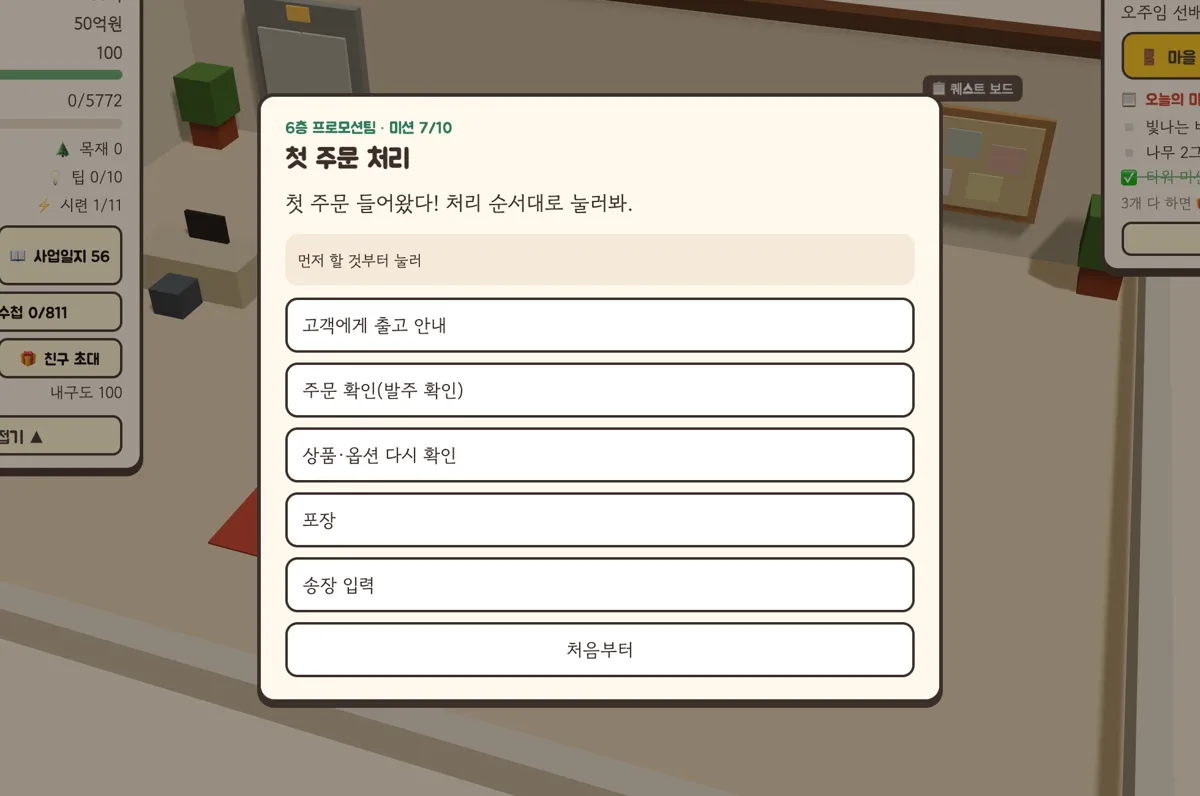 50억원
100
0/5772
목재 0
팁 0/10
시련 1/11
사업일지 56
수첩 0/811
친구 초대
내구도 100
접기 ▲
6층 프로모션팀 · 미션 7/10
첫 주문 처리
첫 주문 들어왔다! 처리 순서대로 눌러봐.
먼저 할 것부터 눌러
고객에게 출고 안내
주문 확인(발주 확인)
상품·옵션 다시 확인
포장
송장 입력
처음부터
퀘스트 보드
오주임 선배
마을
오늘의
빛나는
나무 2그
타워
3개 다 하면